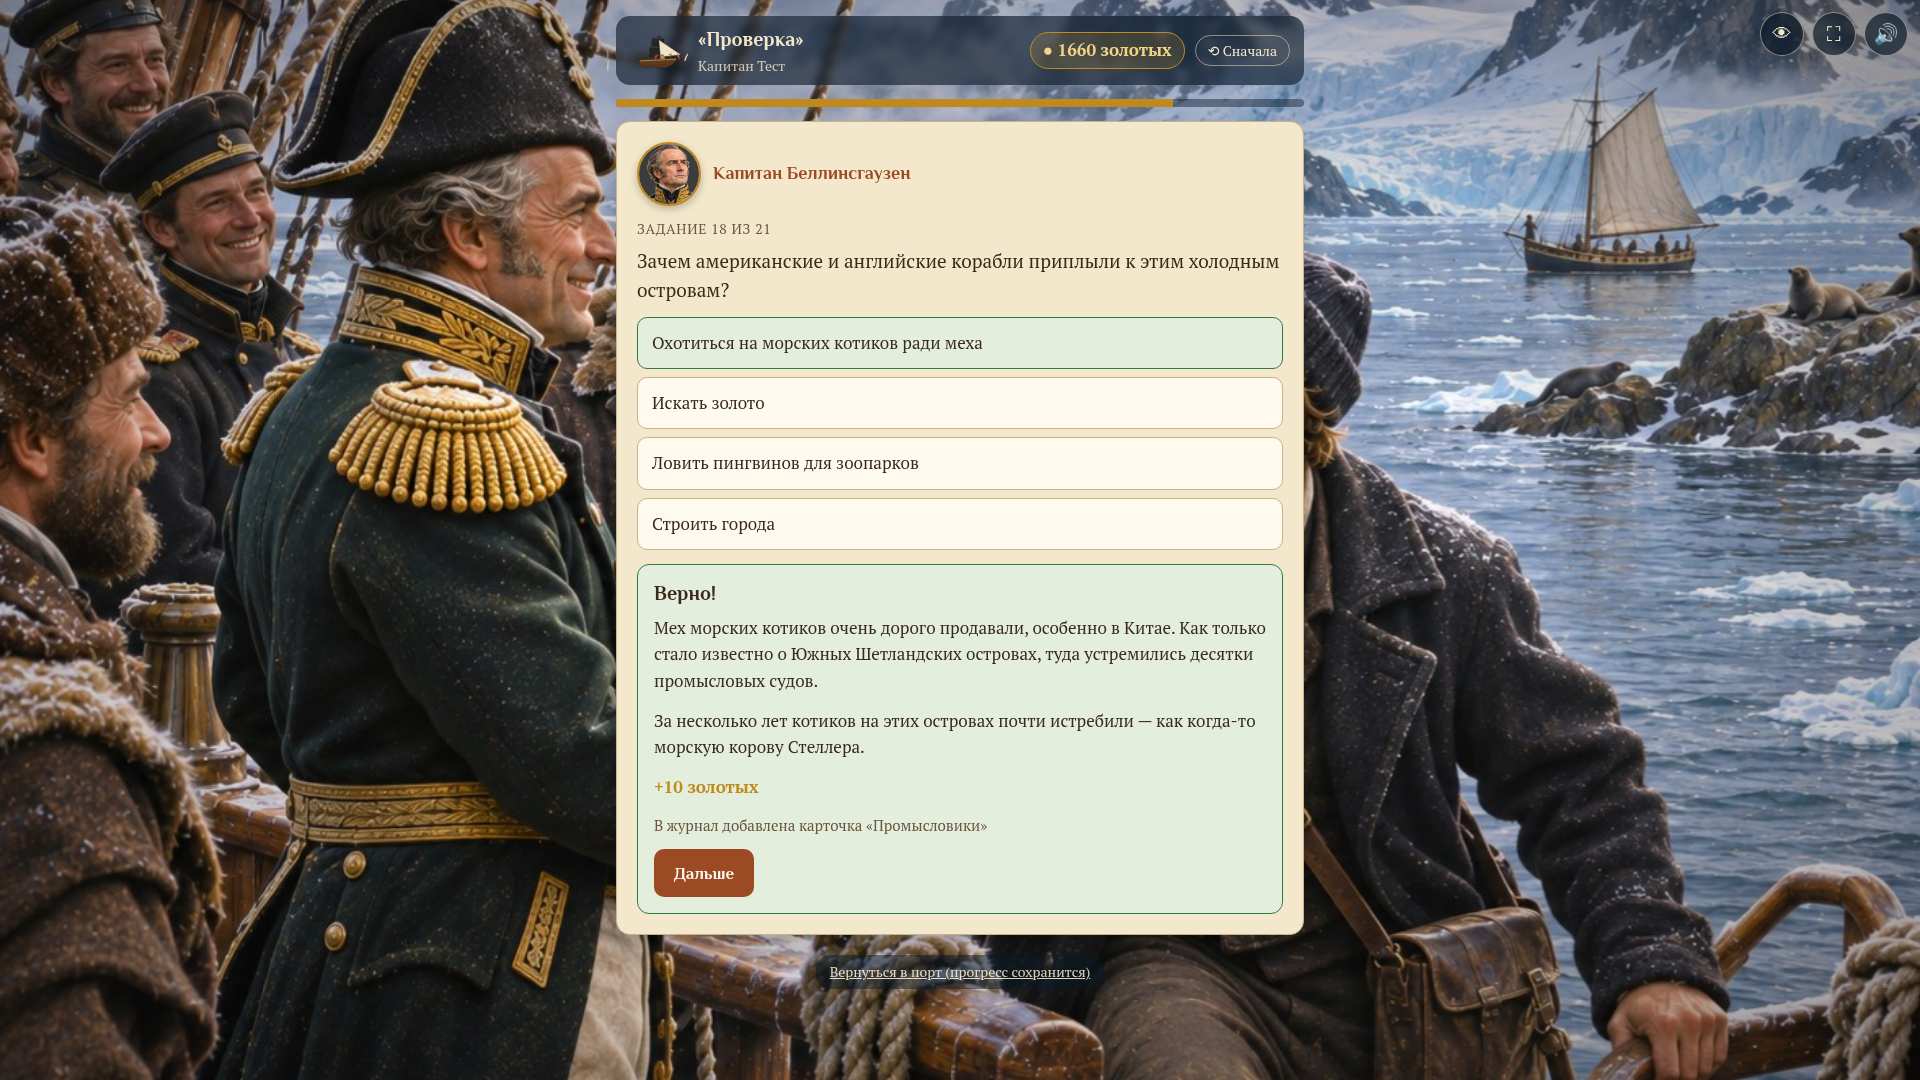 «Проверка»
Капитан Тест
● 1660 золотых
⟲ Сначала
Капитан Беллинсгаузен
ЗАДАНИЕ 18 ИЗ 21
Зачем американские и английские корабли приплыли к этим холодным
островам?
Охотиться на морских котиков ради меха
Искать золото
Ловить пингвинов для зоопарков
Строить города
Верно!
Мех морских котиков очень дорого продавали, особенно в Китае. Как только
стало известно о Южных Шетландских островах, туда устремились десятки
промысловых судов.
За несколько лет котиков на этих островах почти истребили — как когда-то
морскую корову Стеллера.
+10 золотых
В журнал добавлена карточка «Промысловики»
Дальше
Вернуться в порт (прогресс сохранится)